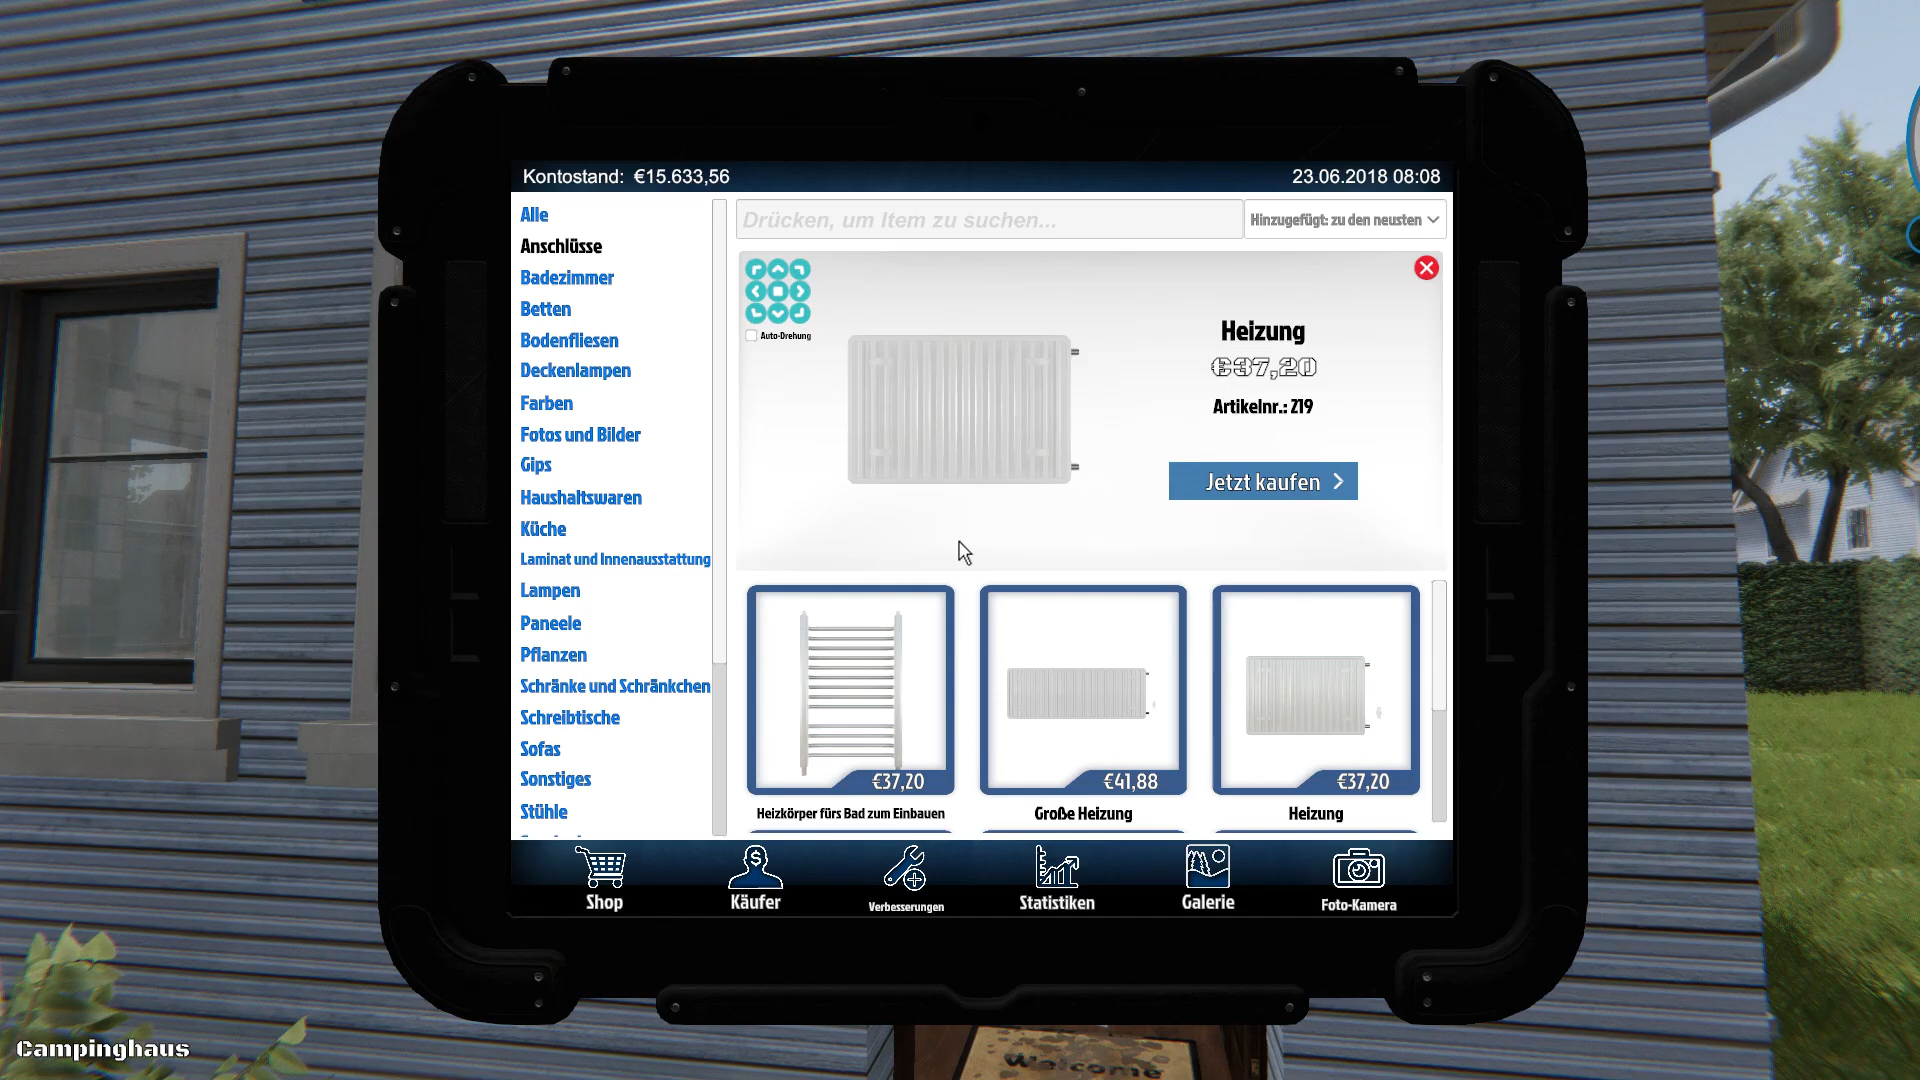 Kontostand: €15.633,56
23.06.2018 08:08
Alle
Anschlüsse
Badezimmer
Betten
Bodenfliesen
Deckenlampen
Farben
Fotos und Bilder
Gips
Haushaltswaren
Küche
Laminat und Innenausstattung
Lampen
Paneele
Pflanzen
Schränke und Schränkchen
Schreibtische
Sofas
Sonstiges
Stühle
Drücken, um Item zu suchen...
Hinzugefügt: zu den neusten
Auto-Drehung
Heizung
€37,20
Artikelnr.: 219
Jetzt kaufen
€37,20
€41,88
€37,20
Heizkörper fürs Bad zum Einbauen
Große Heizung
Heizung
Shop
Käufer
Verbesserungen
Statistiken
Galerie
Foto-Kamera
Campinghaus
Welcome